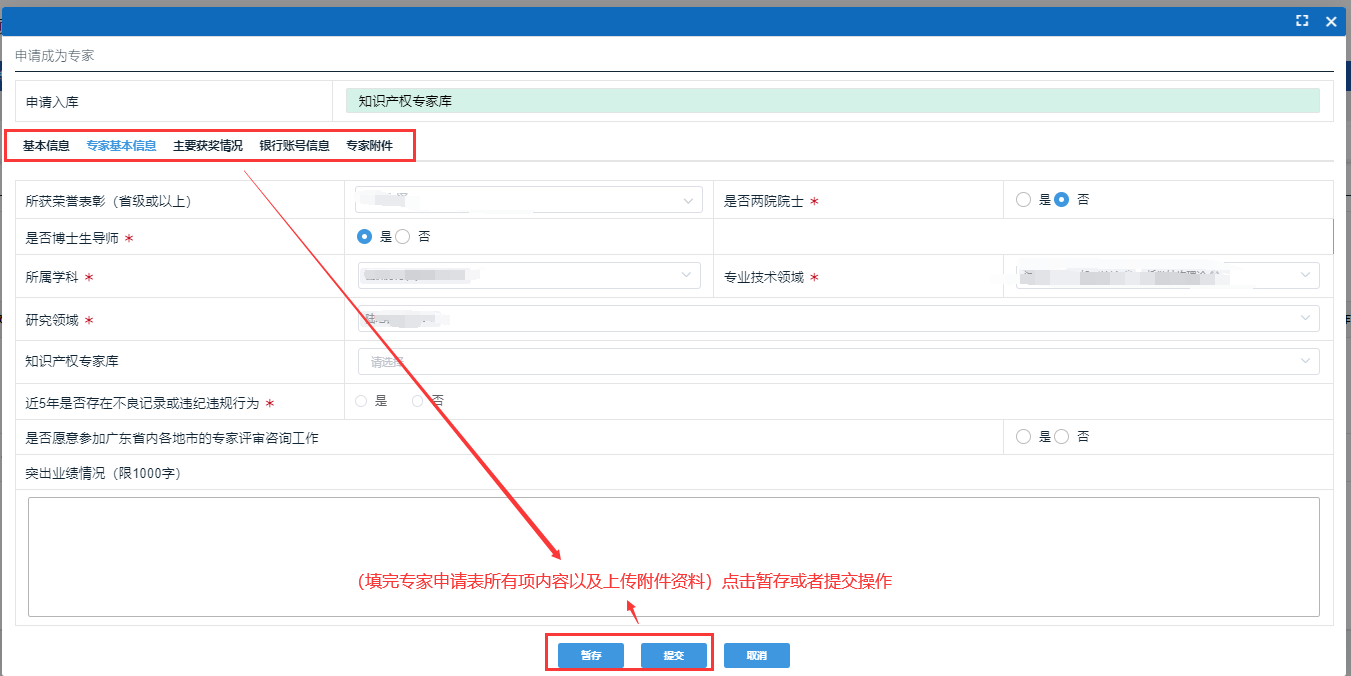 申请成为专家
申请入库 知识产权专家库
基本信息 专家基本信息 主要获奖情况 银行账号信息 专家附件
所获荣誉表彰（省级或以上） 是否两院院士 * 是 否
是否博士生导师 * 是 否
所属学科 * 专业技术领域 *
研究领域 *
知识产权专家库 请选择
近5年是否存在不良记录或违纪违规行为 * 是 否
是否愿意参加广东省内各地市的专家评审咨询工作 是 否
突出业绩情况（限1000字）
（填完专家申请表所有项内容以及上传附件资料）点击暂存或者提交操作
暂存 提交 取消